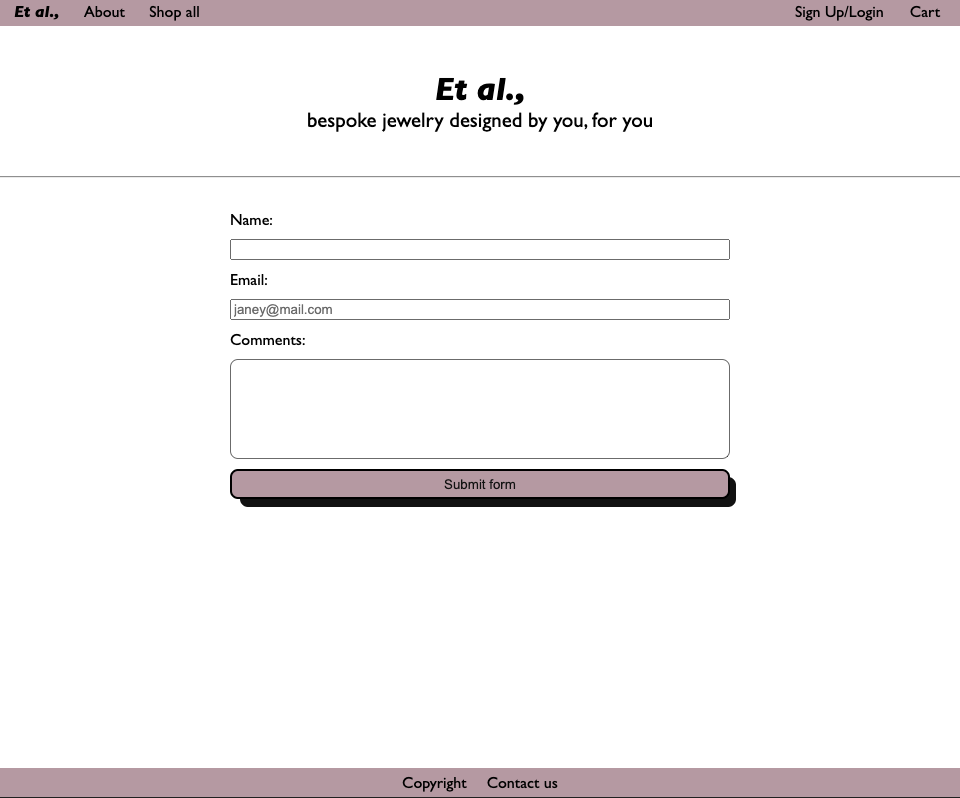 Et al., About Shop all Sign Up/Login Cart
Et al.,
bespoke jewelry designed by you, for you
Name:
Email:
janey@mail.com
Comments:
Submit form
Copyright Contact us